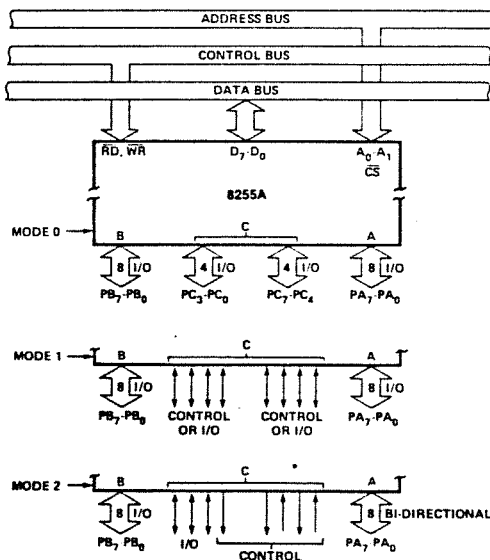 ADDRESS BUS
CONTROL BUS
DATA BUS
RD, WR D7-D0 A0-A1
CS
8255A
MODE 0 B C A
8 I/O 4 I/O 4 I/O 8 I/O
PB7-PB0 PC3-PC0 PC7-PC4 PA7-PA0
MODE 1 B C A
8 I/O CONTROL OR I/O CONTROL OR I/O 8 I/O
PB7-PB0 PA7-PA0
MODE 2 B C A
8 I/O I/O CONTROL 8 BI-DIRECTIONAL
PB7-PB0 PA7 PA0